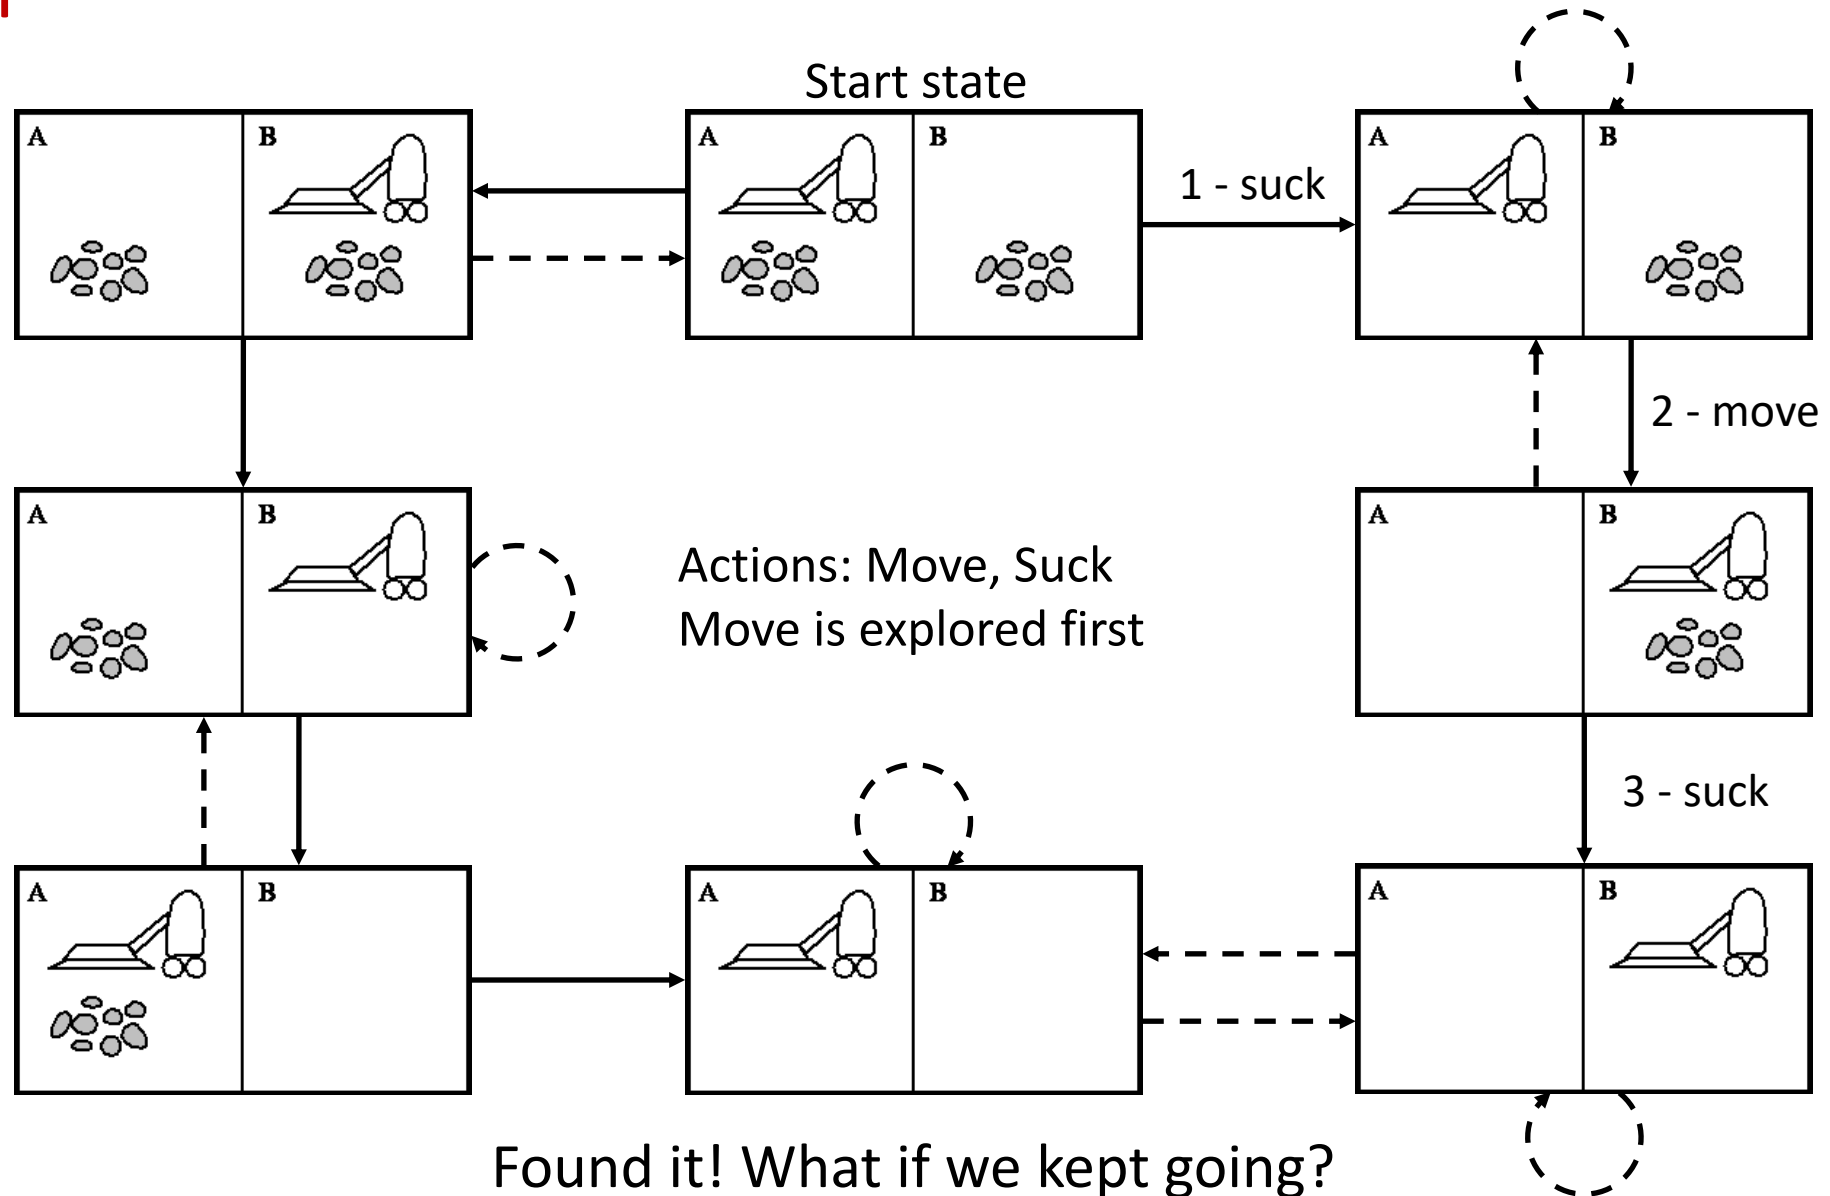 Start state
A B
A B
1 - suck
A B
2 - move
A B
Actions: Move, Suck
Move is explored first
A B
3 - suck
A B
A B
A B
Found it! What if we kept going?